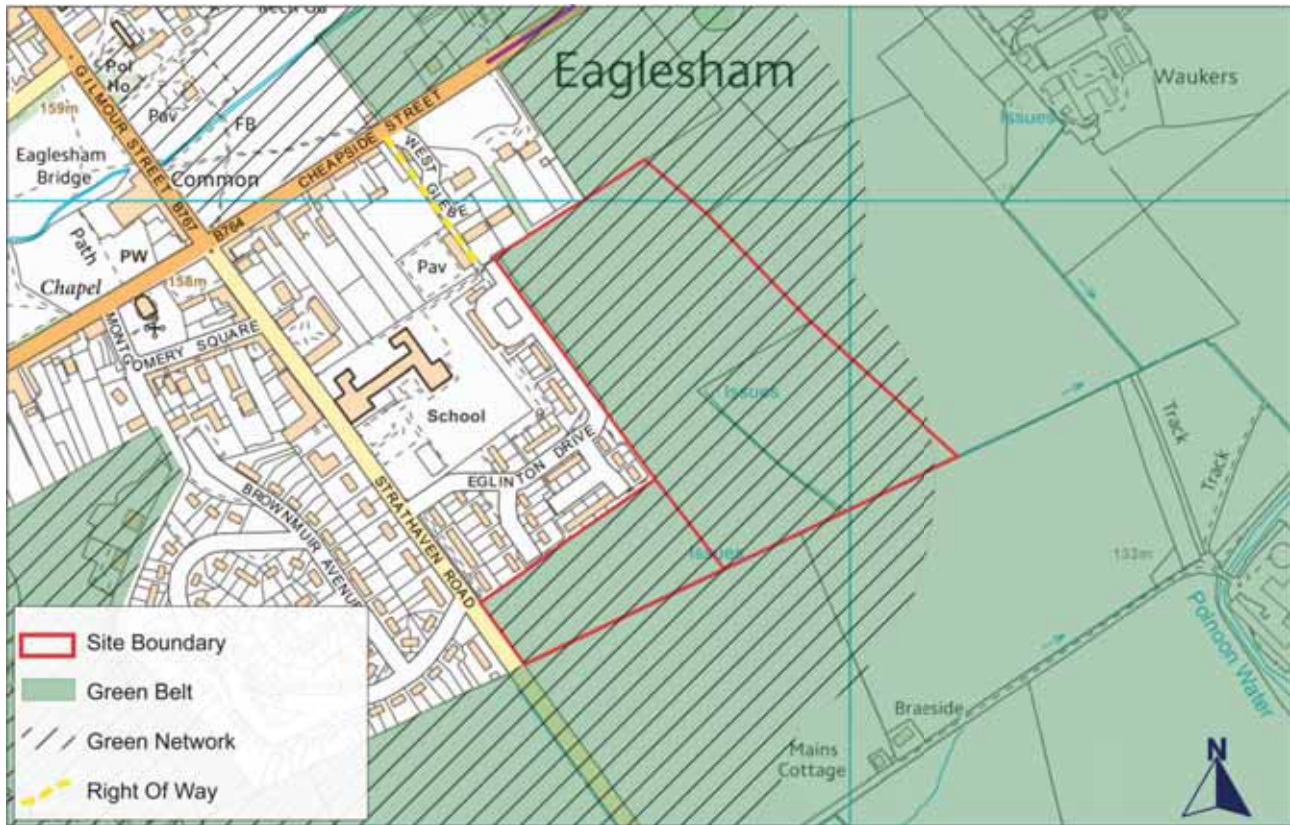 Eaglesham
Waukers
Issues
Pol
Ho
Pav
159m
GILMOUR STREET
B767
FB
Eaglesham
Bridge
Common
CHEAPSIDE STREET
WEST GLEBE
B764
Path
PW
158m
Chapel
Pav
MONTGOMERY SQUARE
School
Issues
EGLINTON DRIVE
BROWNMUIR AVENUE
STRATHAVEN ROAD
Issues
Track
Track
133m
Polnoon Water
Braeside
Mains
Cottage
Site Boundary
Green Belt
Green Network
Right Of Way
N